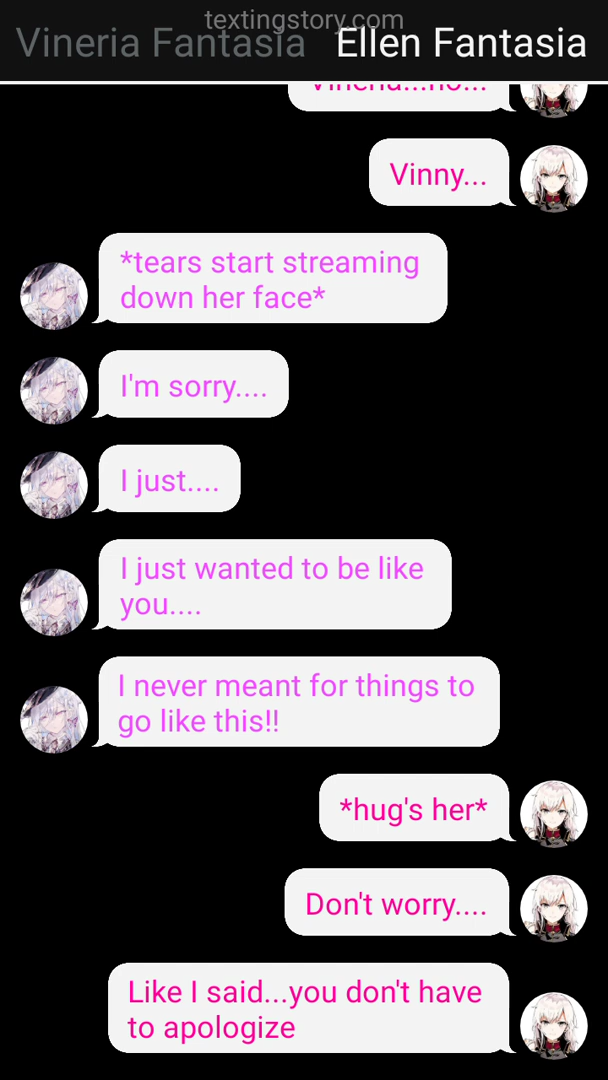 textingstory.com
Vineria Fantasia
Ellen Fantasia
Vineria...no...
Vinny...
*tears start streaming
down her face*
I'm sorry....
I just....
I just wanted to be like
you....
I never meant for things to
go like this!!
*hug's her*
Don't worry....
Like I said...you don't have
to apologize